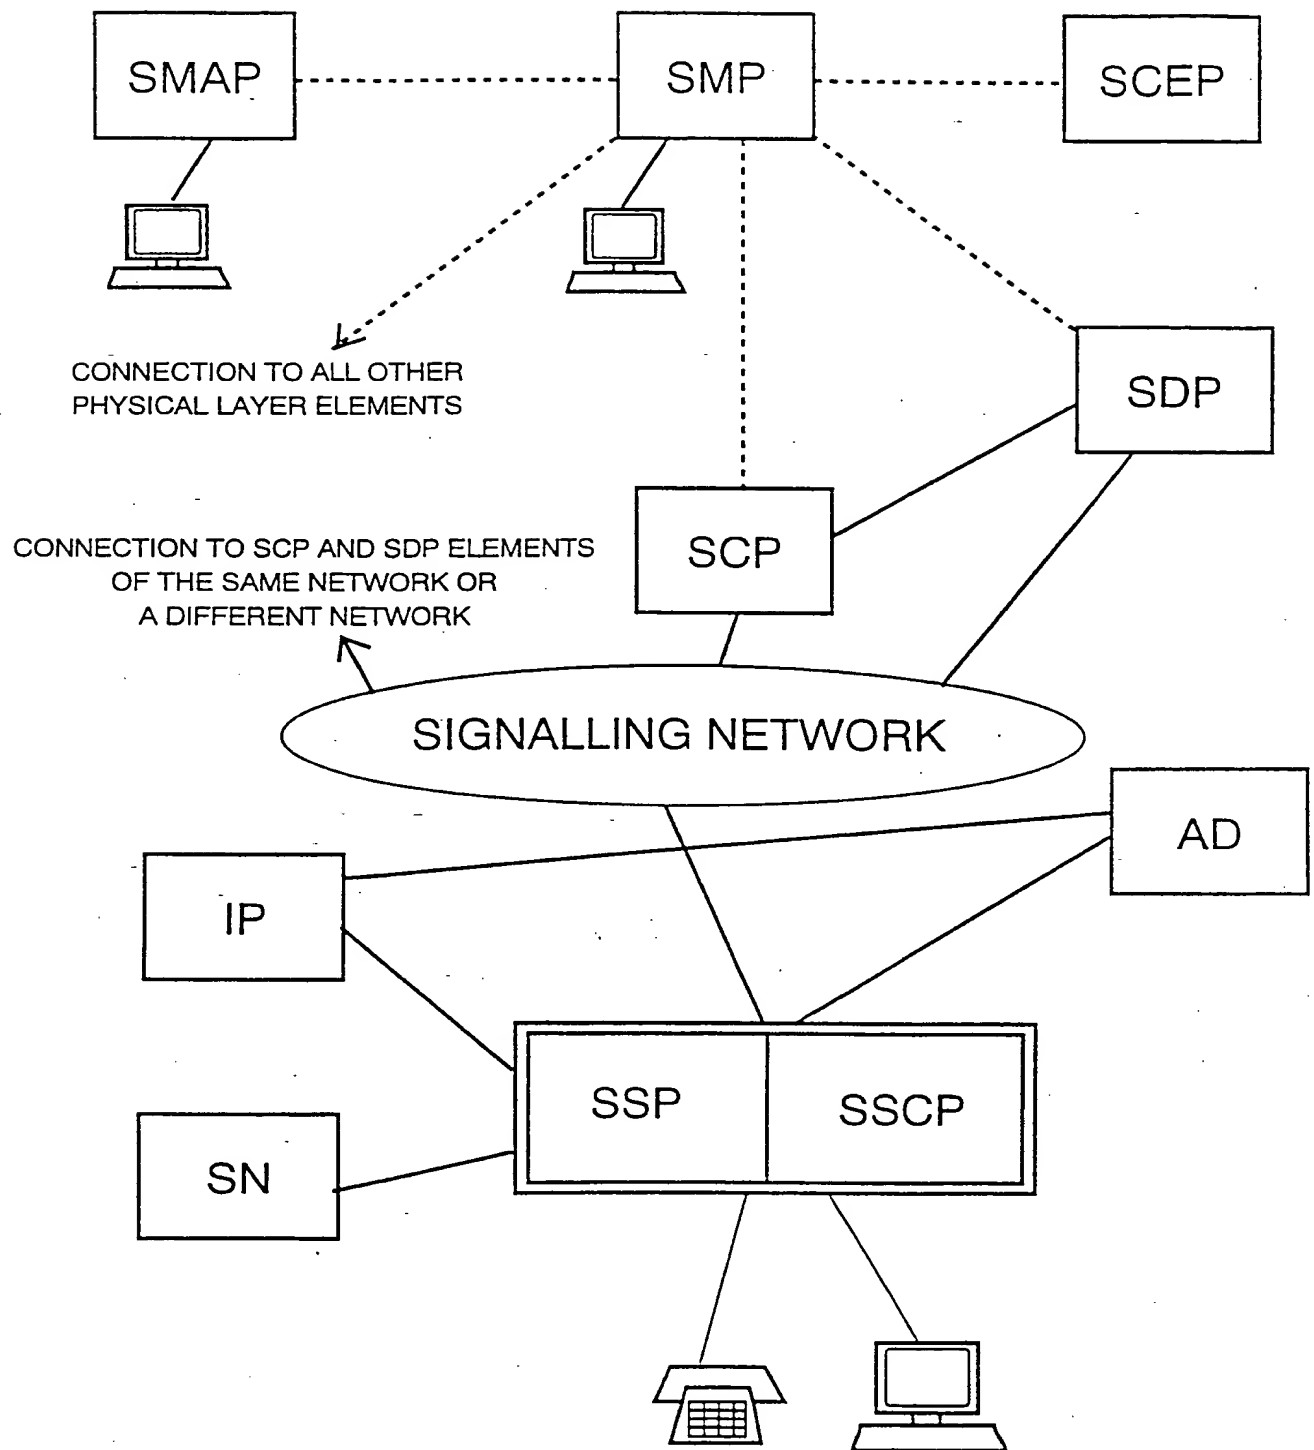 SMAP
SMP
SCEP
CONNECTION TO ALL OTHER
PHYSICAL LAYER ELEMENTS
SDP
CONNECTION TO SCP AND SDP ELEMENTS
OF THE SAME NETWORK OR
A DIFFERENT NETWORK
SCP
SIGNALLING NETWORK
AD
IP
SSP
SSCP
SN